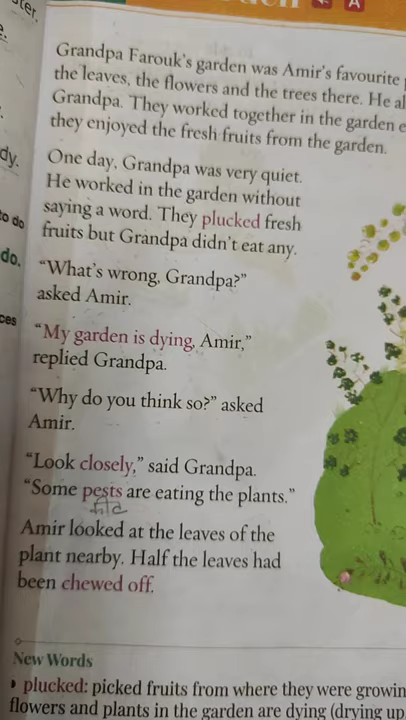 A
Grandpa Farouk's garden was Amir's favourite
the leaves, the flowers and the trees there. He al
Grandpa. They worked together in the garden e
they enjoyed the fresh fruits from the garden.
One day, Grandpa was very quiet.
He worked in the garden without
saying a word. They plucked fresh
fruits but Grandpa didn't eat any.
"What's wrong, Grandpa?"
asked Amir.
"My garden is dying, Amir,"
replied Grandpa.
"Why do you think so?" asked
Amir.
"Look closely," said Grandpa.
"Some pests are eating the plants."
Amir looked at the leaves of the
plant nearby. Half the leaves had
been chewed off.
New Words
plucked: picked fruits from where they were growin
flowers and plants in the garden are dying (drying up
ter.
dy.
to do
do.
ces